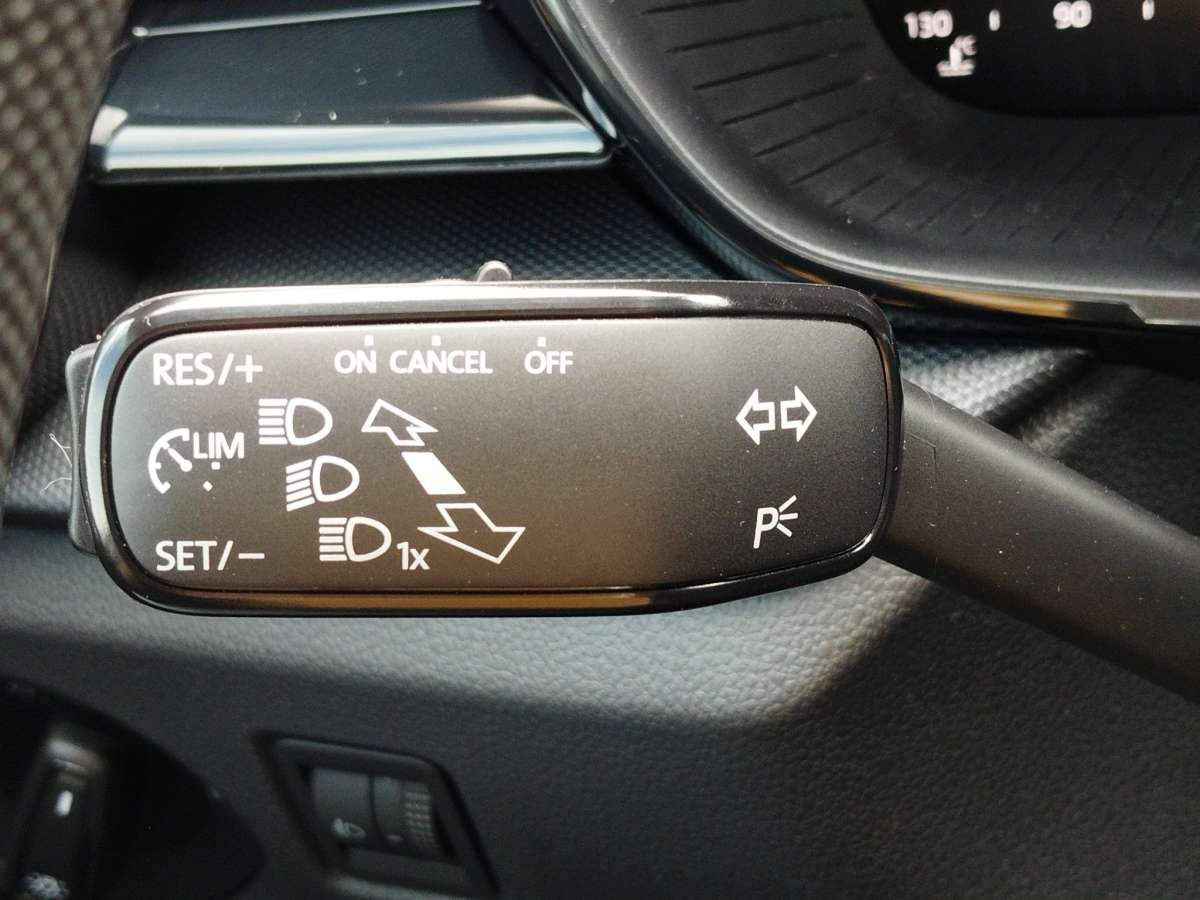 130 90
°C
RES/+ ON CANCEL OFF
LIM
SET/− 1x
P